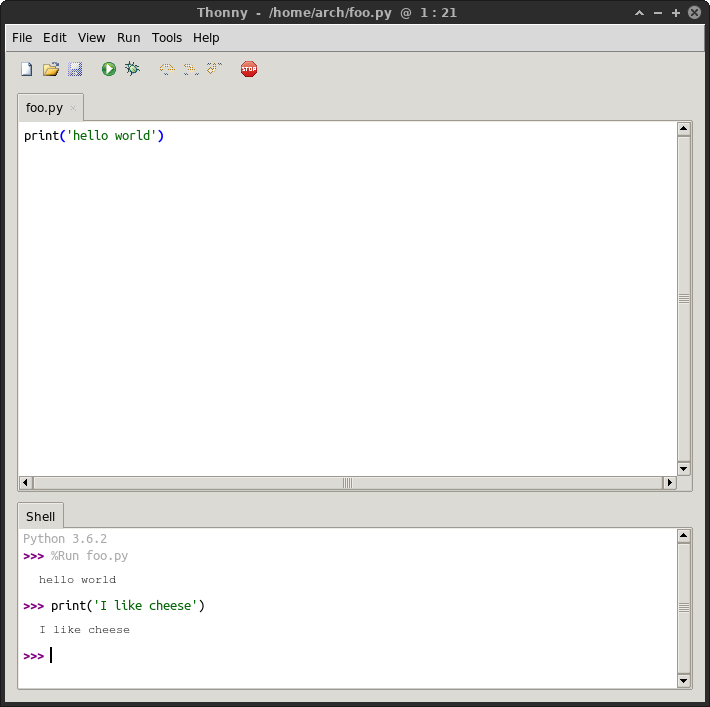 Thonny - /home/arch/foo.py @ 1 : 21
File Edit View Run Tools Help
STOP
foo.py ×
print('hello world')
Shell
Python 3.6.2
>>> %Run foo.py
hello world
>>> print('I like cheese')
I like cheese
>>>